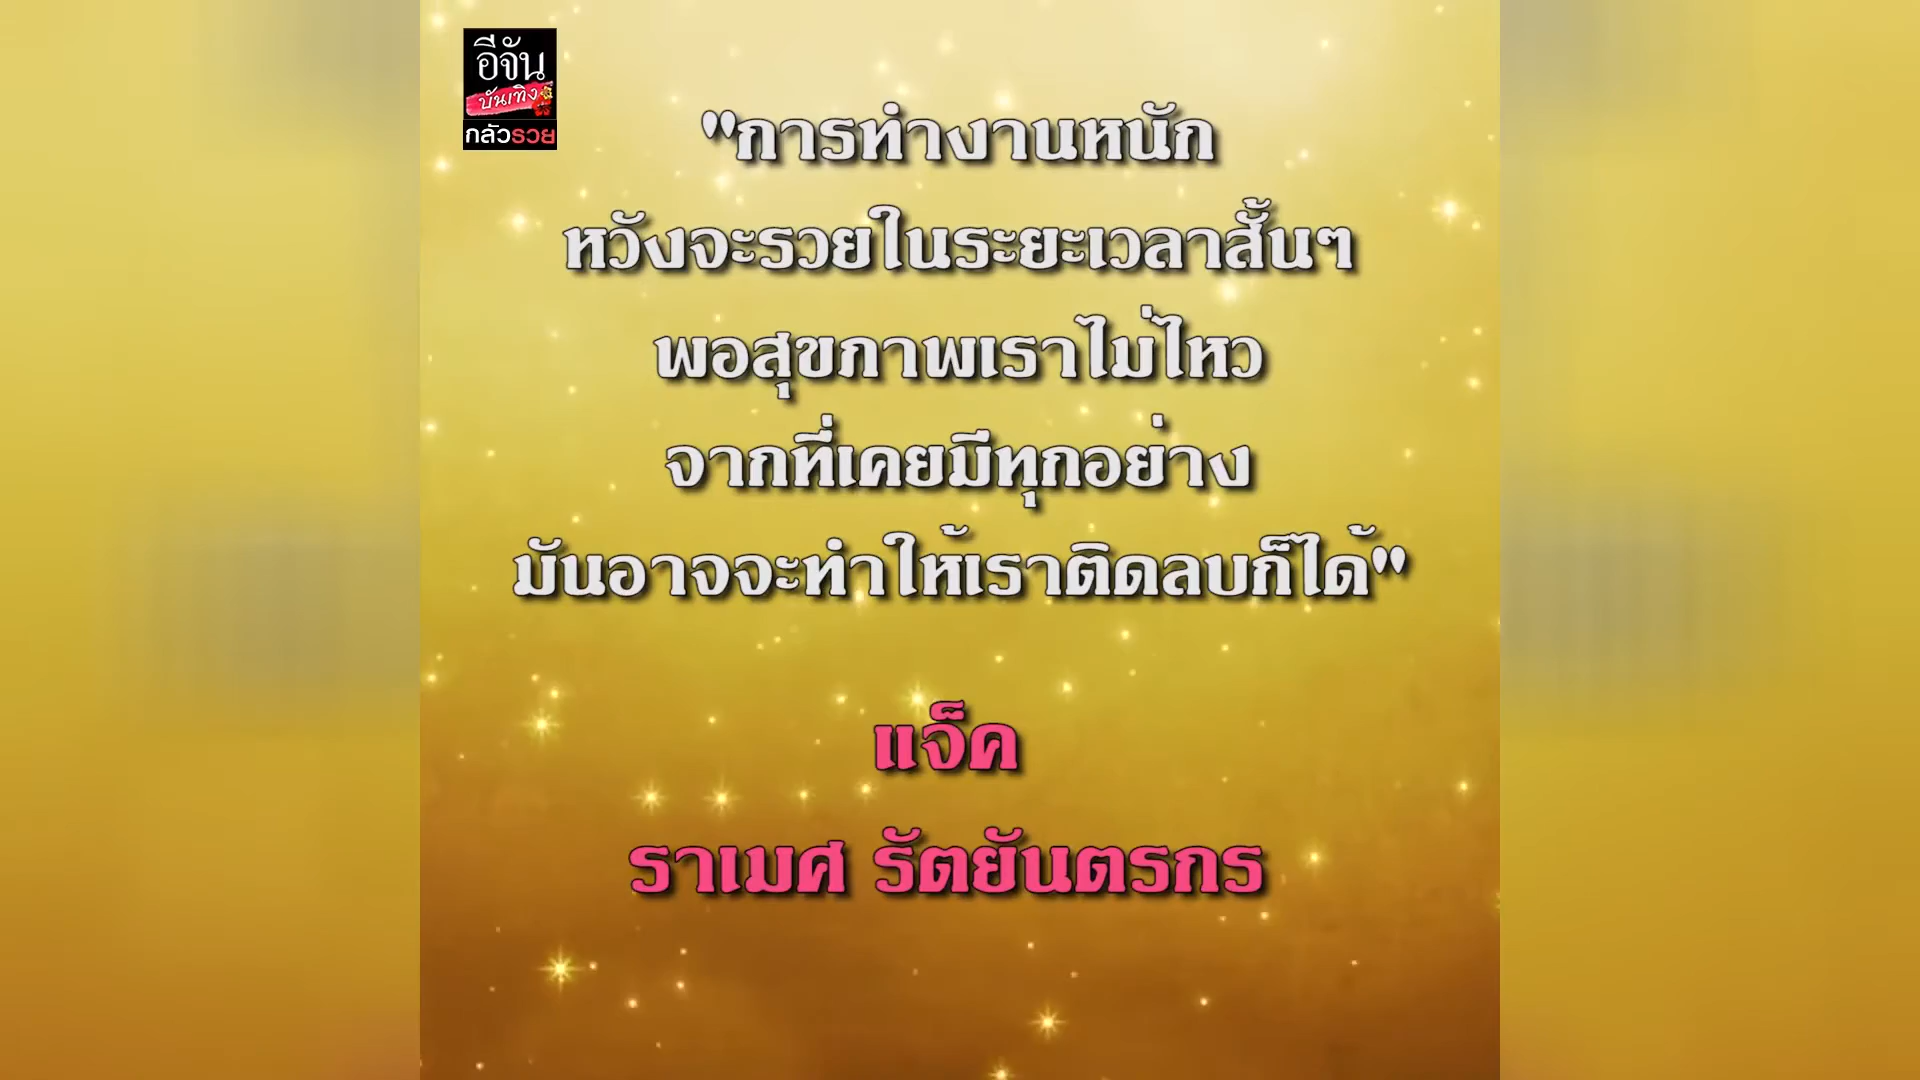 อีจัน
บันเทิง
กลัวรวย
"การทำงานหนัก
หวังจะรวยในระยะเวลาสั้นๆ
พอสุขภาพเราไม่ไหว
จากที่เคยมีทุกอย่าง
มันอาจจะทำให้เราติดลบก็ได้"
แจ็ค
ราเมศ รัตยันตรกร